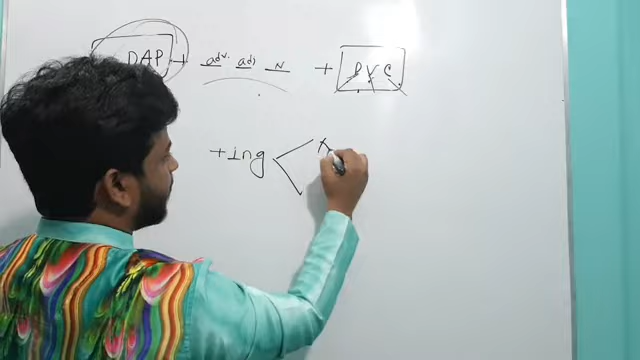 DAP + adv. adj N + PVC
+ing